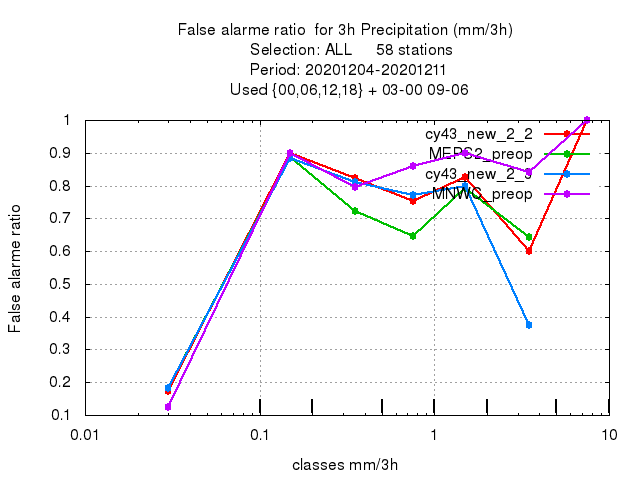 False alarme ratio  for 3h Precipitation (mm/3h)
Selection: ALL     58 stations
Period: 20201204-20201211
Used {00,06,12,18} + 03-00 09-06
cy43_new_2_2
MEPS2_preop
cy43_new_2_3
MNWC_preop
False alarme ratio
1
0.9
0.8
0.7
0.6
0.5
0.4
0.3
0.2
0.1
0.01
0.1
1
10
classes mm/3h